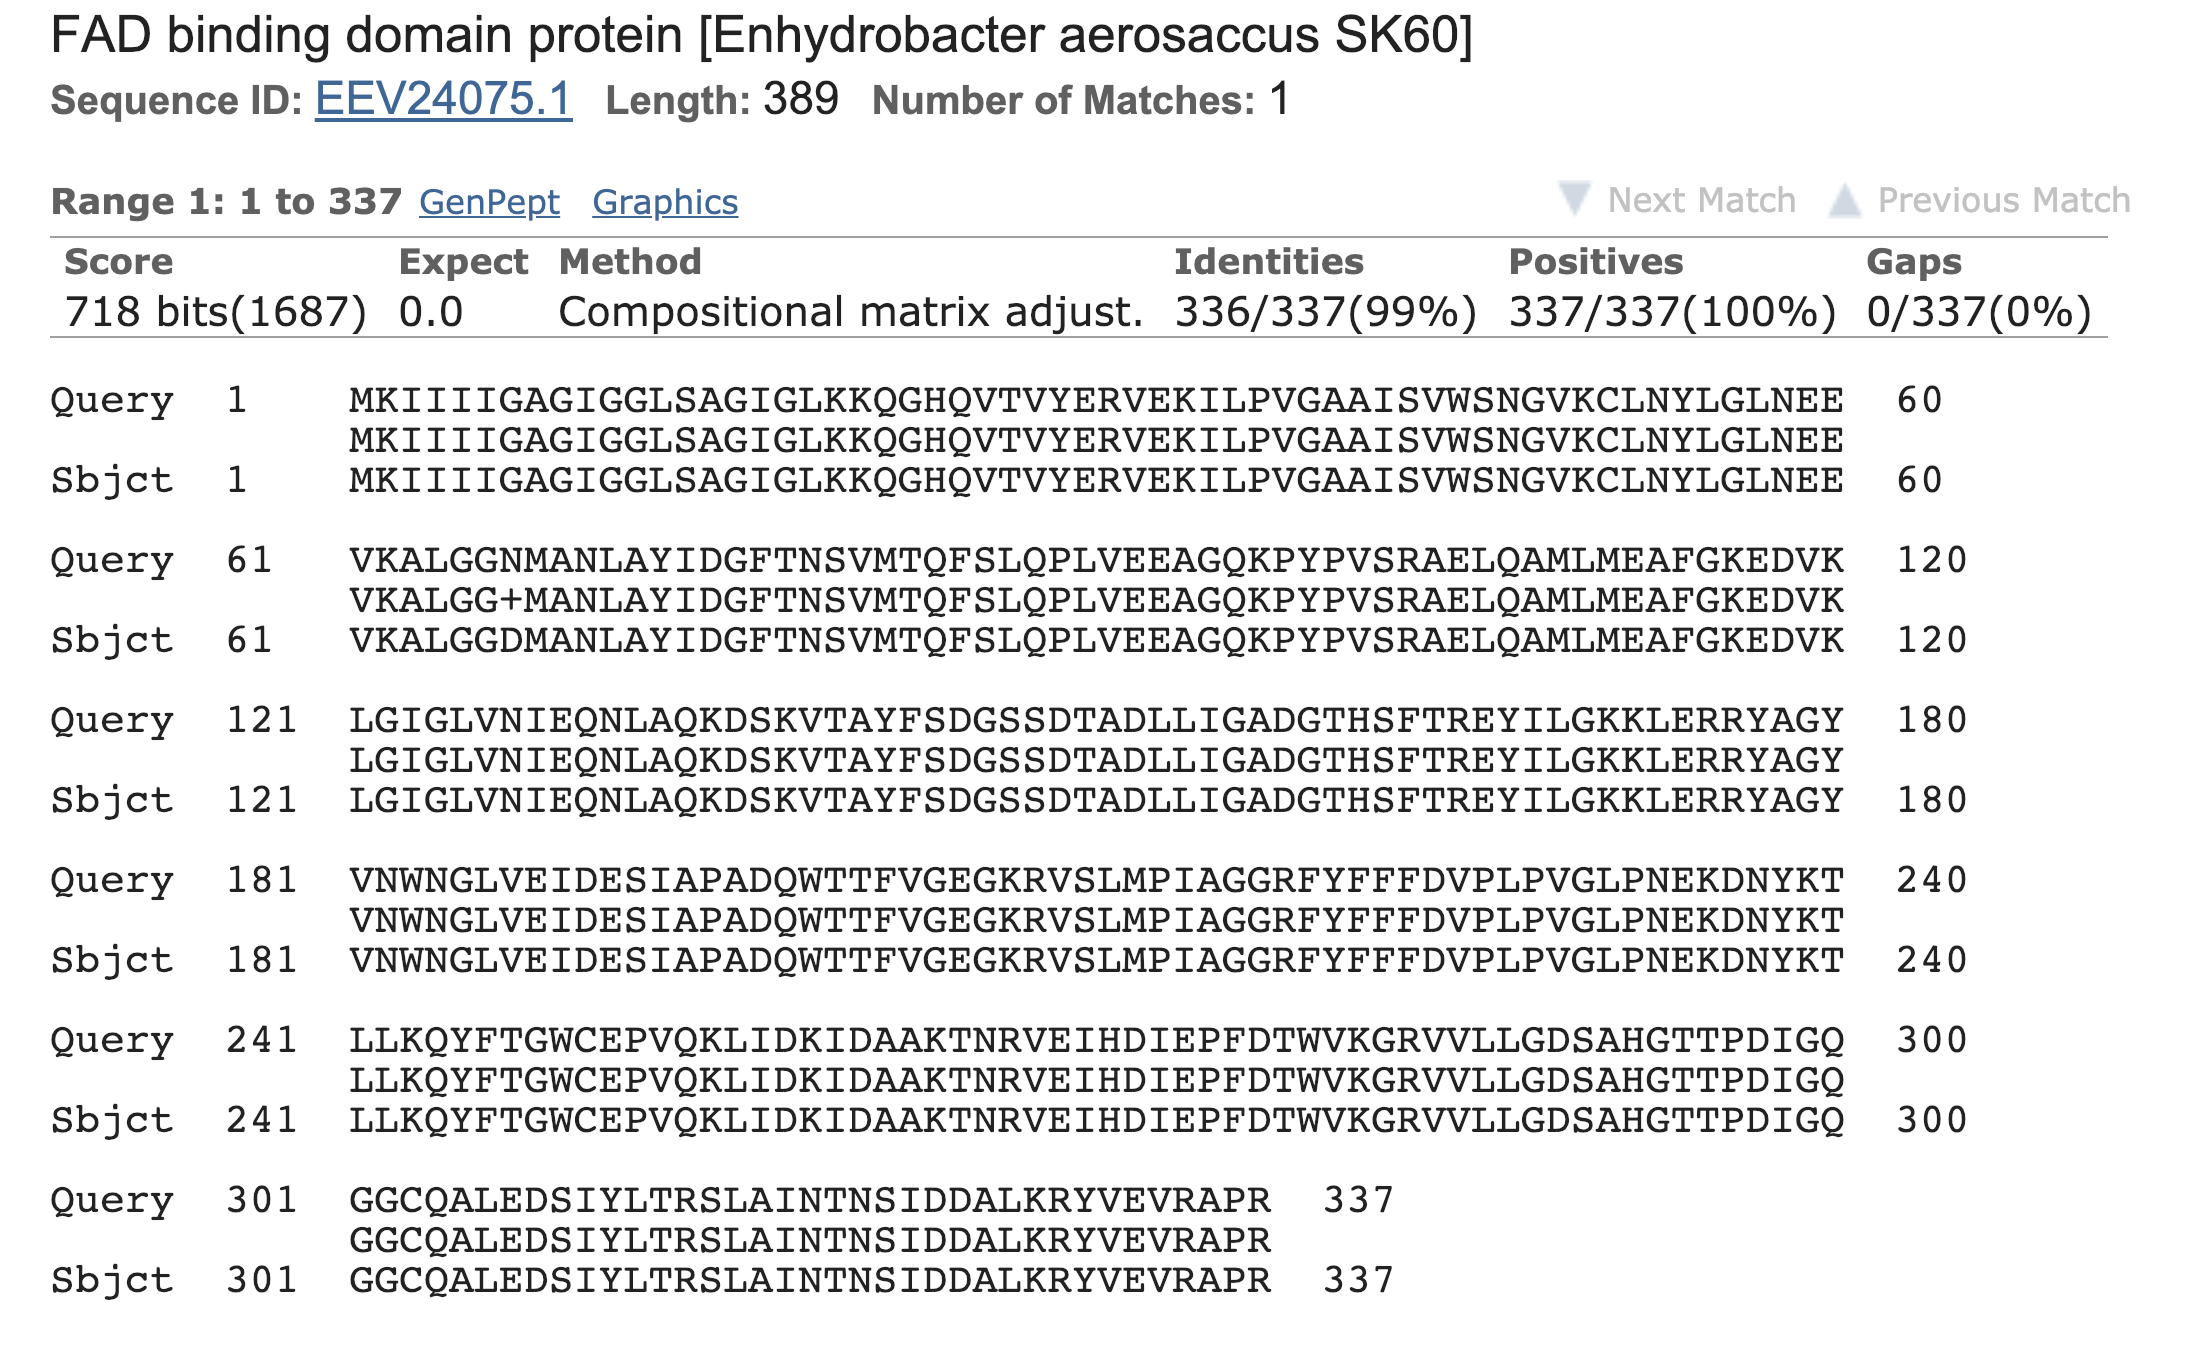 FAD binding domain protein [Enhydrobacter aerosaccus SK60]
Sequence ID: EEV24075.1 Length: 389 Number of Matches: 1
Range 1: 1 to 337 GenPept Graphics Next Match Previous Match
Score Expect Method Identities Positives Gaps
718 bits(1687) 0.0 Compositional matrix adjust. 336/337(99%) 337/337(100%) 0/337(0%)
Query 1 MKIIIIGAGIGGLSAGIGLKKQGHQVTVYERVEKILPVGAAISVWSNGVKCLNYLGLNEE 60
MKIIIIGAGIGGLSAGIGLKKQGHQVTVYERVEKILPVGAAISVWSNGVKCLNYLGLNEE
Sbjct 1 MKIIIIGAGIGGLSAGIGLKKQGHQVTVYERVEKILPVGAAISVWSNGVKCLNYLGLNEE 60
Query 61 VKALGGNMANLAYIDGFTNSVMTQFSLQPLVEEAGQKPYPVSRAELQAMLMEAFGKEDVK 120
VKALGG+MANLAYIDGFTNSVMTQFSLQPLVEEAGQKPYPVSRAELQAMLMEAFGKEDVK
Sbjct 61 VKALGGDMANLAYIDGFTNSVMTQFSLQPLVEEAGQKPYPVSRAELQAMLMEAFGKEDVK 120
Query 121 LGIGLVNIEQNLAQKDSKVTAYFSDGSSDTADLLIGADGTHSFTREYILGKKLERRYAGY 180
LGIGLVNIEQNLAQKDSKVTAYFSDGSSDTADLLIGADGTHSFTREYILGKKLERRYAGY
Sbjct 121 LGIGLVNIEQNLAQKDSKVTAYFSDGSSDTADLLIGADGTHSFTREYILGKKLERRYAGY 180
Query 181 VNWNGLVEIDESIAPADQWTTFVGEGKRVSLMPIAGGRFYFFFDVPLPVGLPNEKDNYKT 240
VNWNGLVEIDESIAPADQWTTFVGEGKRVSLMPIAGGRFYFFFDVPLPVGLPNEKDNYKT
Sbjct 181 VNWNGLVEIDESIAPADQWTTFVGEGKRVSLMPIAGGRFYFFFDVPLPVGLPNEKDNYKT 240
Query 241 LLKQYFTGWCEPVQKLIDKIDAAKTNRVEIHDIEPFDTWVKGRVVLLGDSAHGTTPDIGQ 300
LLKQYFTGWCEPVQKLIDKIDAAKTNRVEIHDIEPFDTWVKGRVVLLGDSAHGTTPDIGQ
Sbjct 241 LLKQYFTGWCEPVQKLIDKIDAAKTNRVEIHDIEPFDTWVKGRVVLLGDSAHGTTPDIGQ 300
Query 301 GGCQALEDSIYLTRSLAINTNSIDDALKRYVEVRAPR 337
GGCQALEDSIYLTRSLAINTNSIDDALKRYVEVRAPR
Sbjct 301 GGCQALEDSIYLTRSLAINTNSIDDALKRYVEVRAPR 337